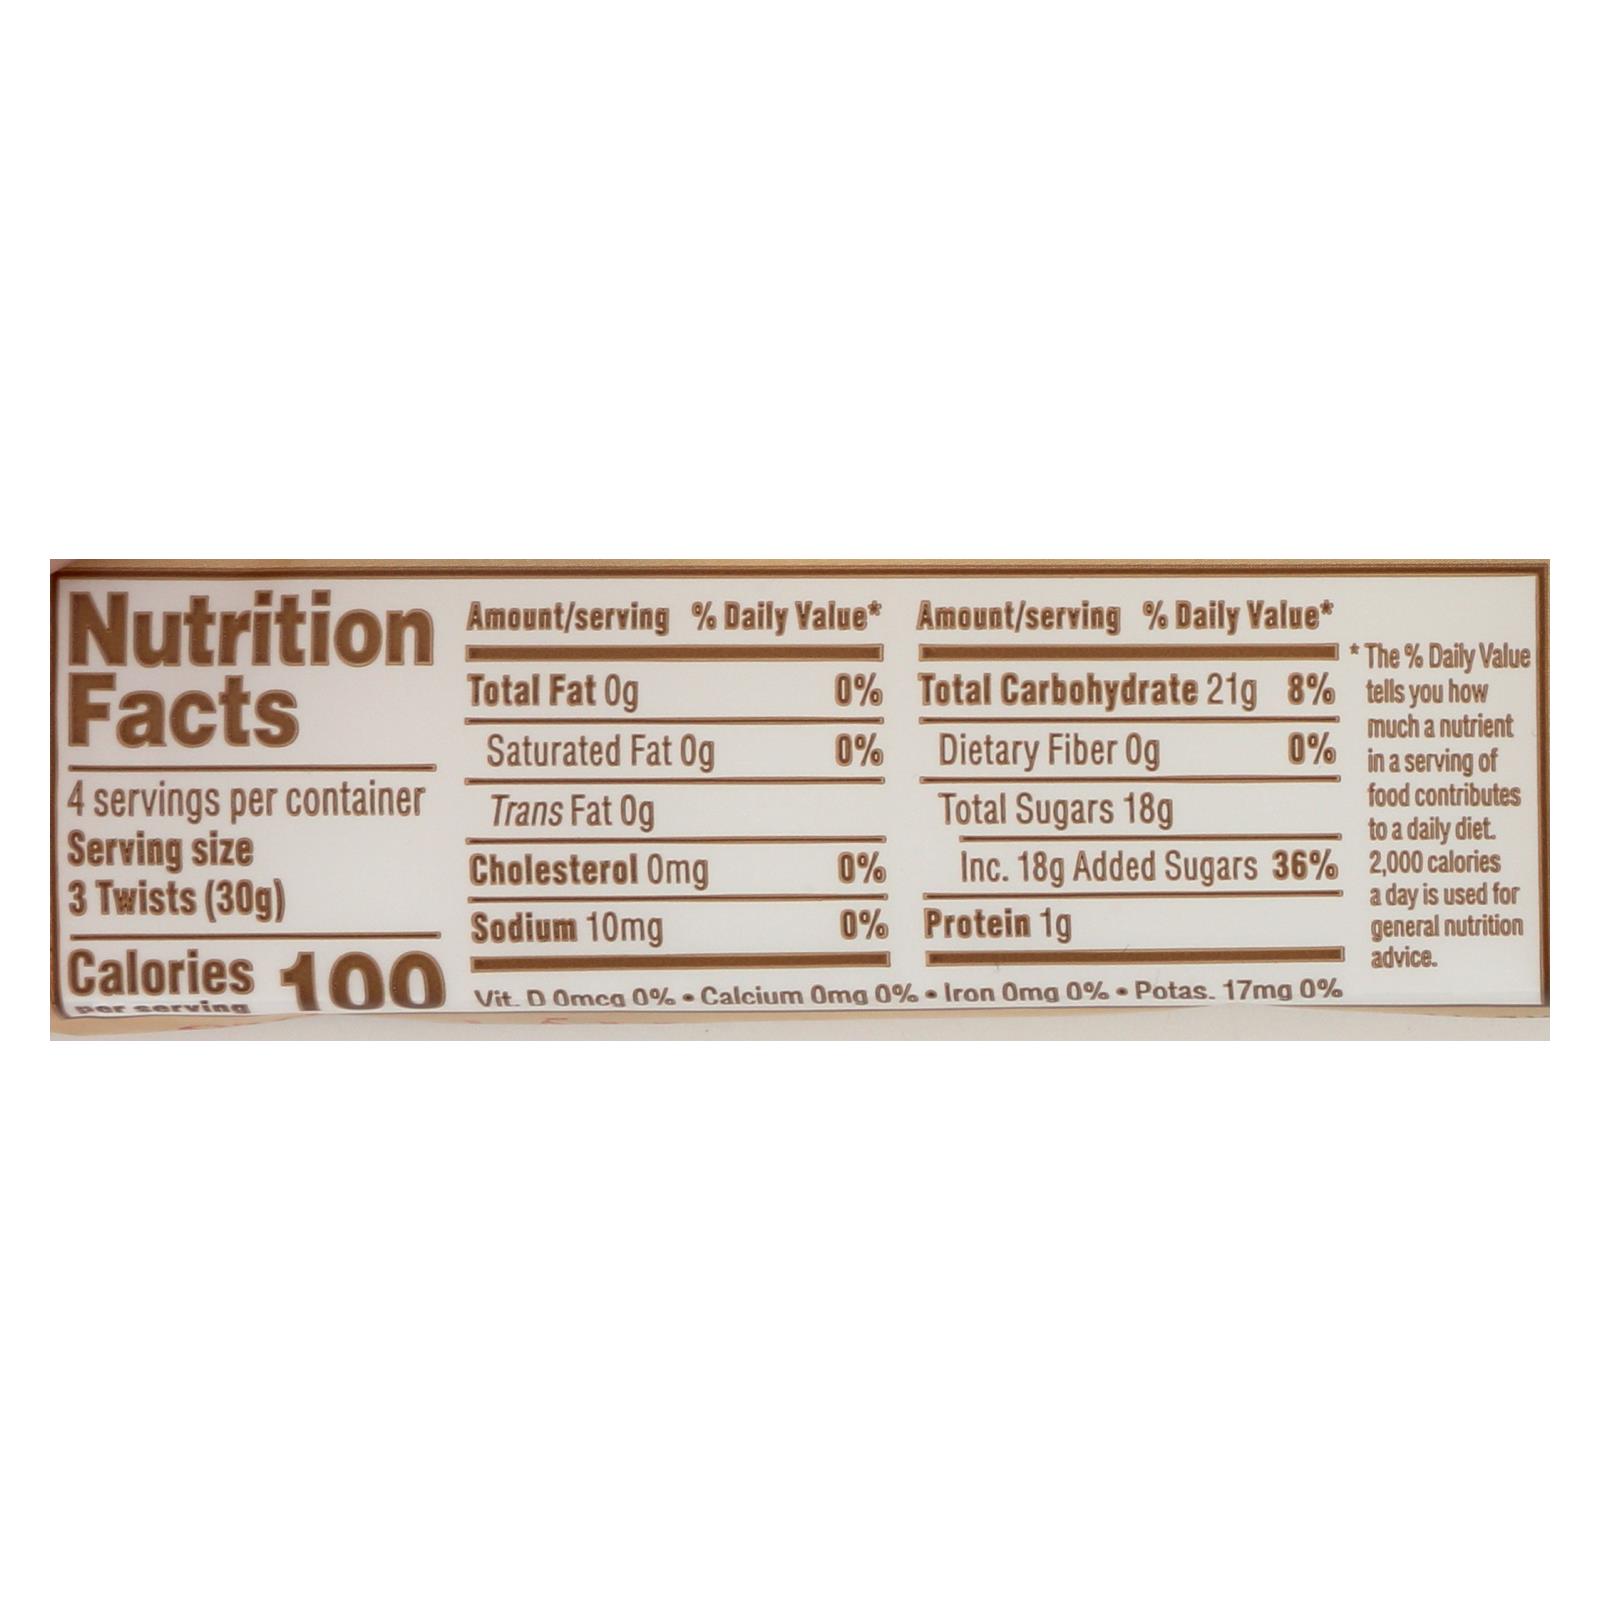 Nutrition
Facts
4 servings per container
Serving size
3 Twists (30g)
Calories 100
per serving
Amount/serving % Daily Value*
Total Fat 0g 0%
Saturated Fat 0g 0%
Trans Fat 0g
Cholesterol 0mg 0%
Sodium 10mg 0%
Amount/serving % Daily Value*
Total Carbohydrate 21g 8%
Dietary Fiber 0g 0%
Total Sugars 18g
Inc. 18g Added Sugars 36%
Protein 1g
Vit. D 0mcg 0% • Calcium 0mg 0% • Iron 0mg 0% • Potas. 17mg 0%
* The % Daily Value
tells you how
much a nutrient
in a serving of
food contributes
to a daily diet.
2,000 calories
a day is used for
general nutrition
advice.